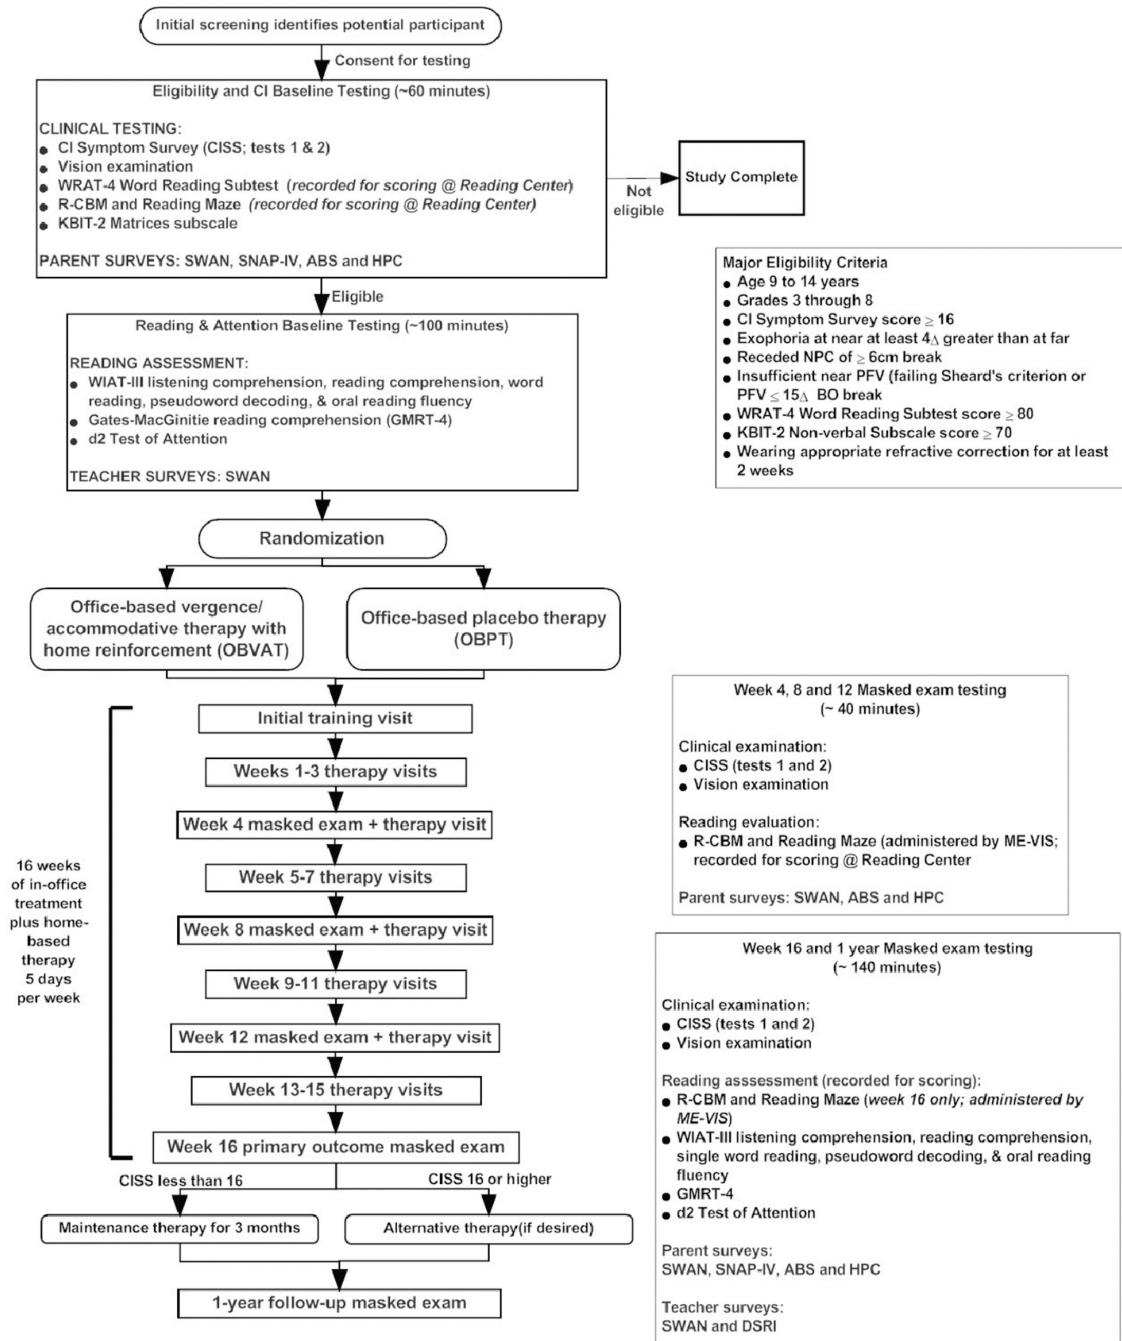 Initial screening identifies potential participant
Consent for testing
Eligibility and CI Baseline Testing (~60 minutes)
CLINICAL TESTING:
● CI Symptom Survey (CISS; tests 1 & 2)
● Vision examination
● WRAT-4 Word Reading Subtest (recorded for scoring @ Reading Center)
● R-CBM and Reading Maze (recorded for scoring @ Reading Center)
● KBIT-2 Matrices subscale
PARENT SURVEYS: SWAN, SNAP-IV, ABS and HPC
Not
eligible
Study Complete
Eligible
Major Eligibility Criteria
● Age 9 to 14 years
● Grades 3 through 8
● CI Symptom Survey score ≥ 16
● Exophoria at near at least 4Δ greater than at far
● Receded NPC of ≥ 6cm break
● Insufficient near PFV (failing Sheard's criterion or
PFV ≤ 15Δ BO break
● WRAT-4 Word Reading Subtest score ≥ 80
● KBIT-2 Non-verbal Subscale score ≥ 70
● Wearing appropriate refractive correction for at least
2 weeks
Reading & Attention Baseline Testing (~100 minutes)
READING ASSESSMENT:
● WIAT-III listening comprehension, reading comprehension, word
reading, pseudoword decoding, & oral reading fluency
● Gates-MacGinitie reading comprehension (GMRT-4)
● d2 Test of Attention
TEACHER SURVEYS: SWAN
Randomization
Office-based vergence/
accommodative therapy with
home reinforcement (OBVAT)
Office-based placebo therapy
(OBPT)
16 weeks
of in-office
treatment
plus home-
based
therapy
5 days
per week
Initial training visit
Weeks 1-3 therapy visits
Week 4 masked exam + therapy visit
Week 5-7 therapy visits
Week 8 masked exam + therapy visit
Week 9-11 therapy visits
Week 12 masked exam + therapy visit
Week 13-15 therapy visits
Week 16 primary outcome masked exam
CISS less than 16
CISS 16 or higher
Maintenance therapy for 3 months
Alternative therapy(if desired)
1-year follow-up masked exam
Week 4, 8 and 12 Masked exam testing
(~ 40 minutes)
Clinical examination:
● CISS (tests 1 and 2)
● Vision examination
Reading evaluation:
● R-CBM and Reading Maze (administered by ME-VIS;
recorded for scoring @ Reading Center
Parent surveys: SWAN, ABS and HPC
Week 16 and 1 year Masked exam testing
(~ 140 minutes)
Clinical examination:
● CISS (tests 1 and 2)
● Vision examination
Reading asssessment (recorded for scoring):
● R-CBM and Reading Maze (week 16 only; administered by
ME-VIS)
● WIAT-III listening comprehension, reading comprehension,
single word reading, pseudoword decoding, & oral reading
fluency
● GMRT-4
● d2 Test of Attention
Parent surveys:
SWAN, SNAP-IV, ABS and HPC
Teacher surveys:
SWAN and DSRI